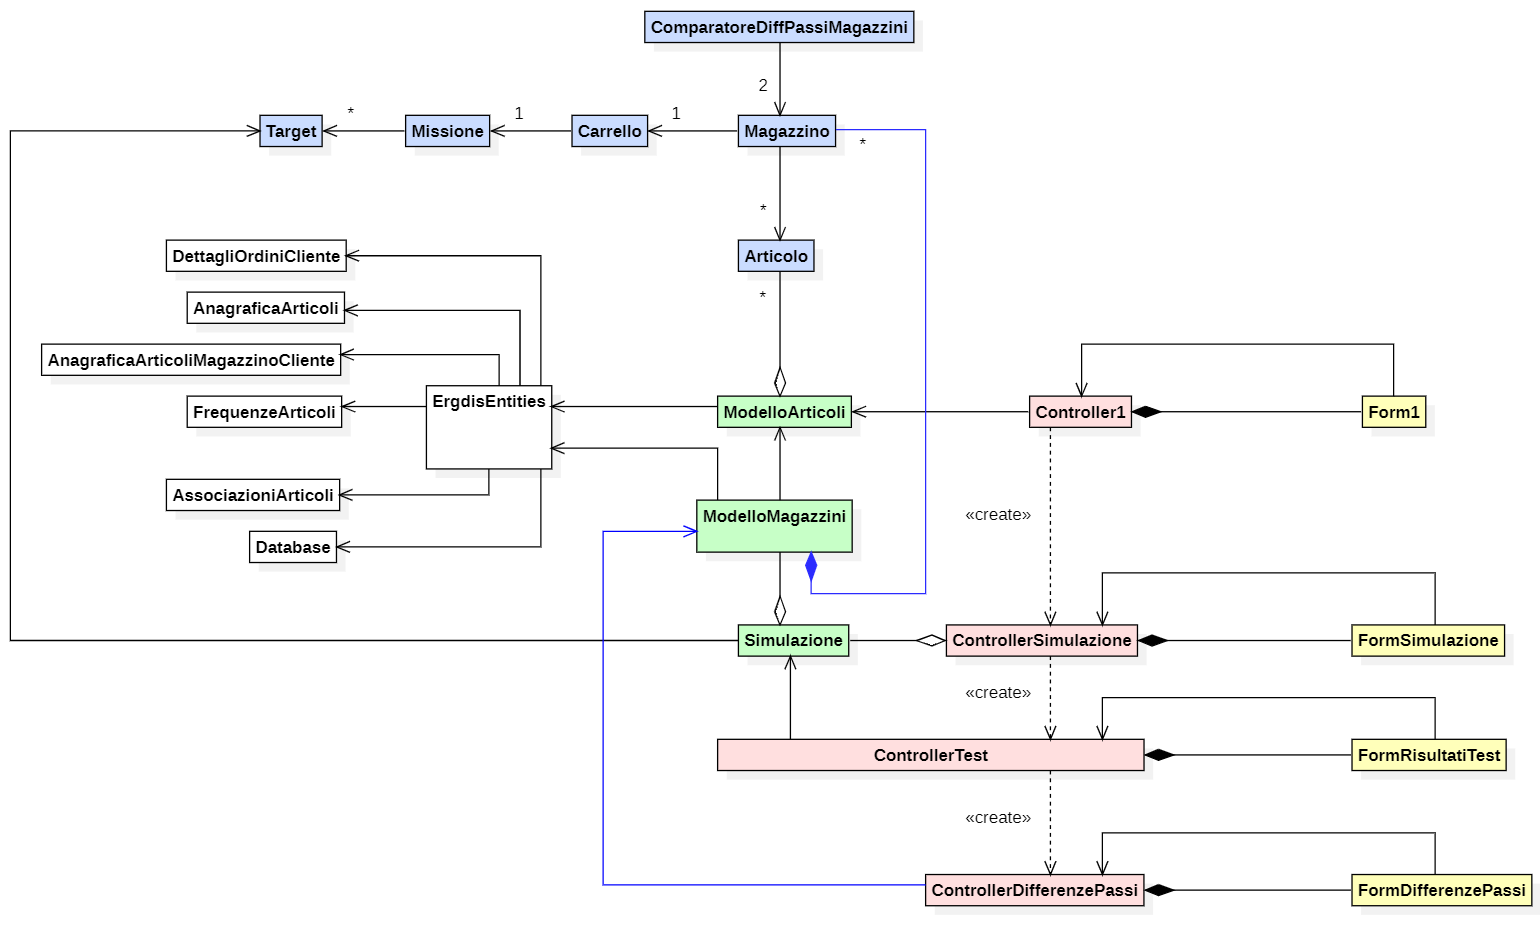 ComparatoreDiffPassiMagazzini
2
*
1
1
Target
Missione
Carrello
Magazzino
*
*
DettagliOrdiniCliente
Articolo
*
AnagraficaArticoli
AnagraficaArticoliMagazzinoCliente
ErgdisEntities
FrequenzeArticoli
ModelloArticoli
Controller1
Form1
AssociazioniArticoli
ModelloMagazzini
«create»
Database
Simulazione
ControllerSimulazione
FormSimulazione
«create»
ControllerTest
FormRisultatiTest
«create»
ControllerDifferenzePassi
FormDifferenzePassi